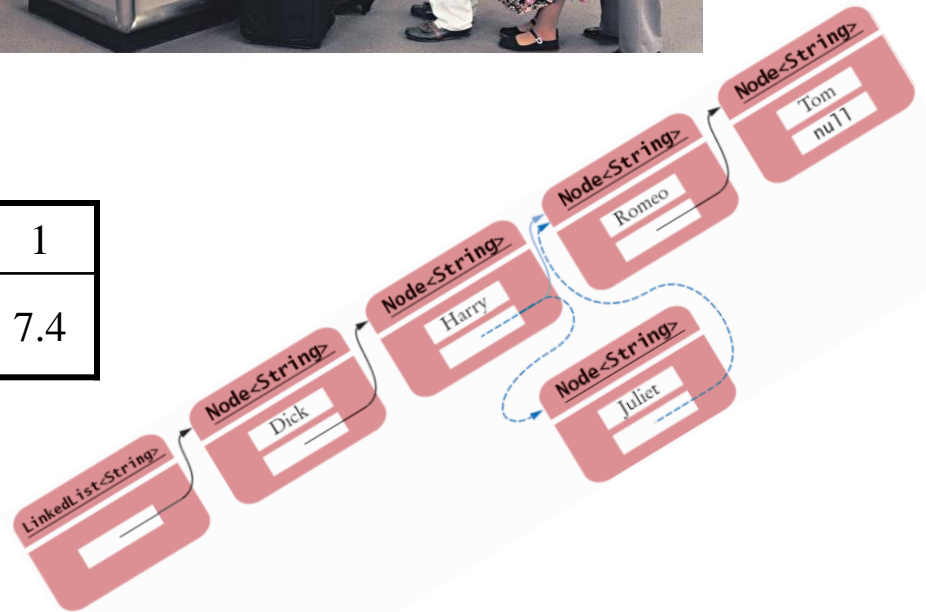 Node<String>
Tom
null
Node<String>
Romeo
1
7.4
Node<String>
Harry
Node<String>
Juliet
Node<String>
Dick
LinkedList<String>